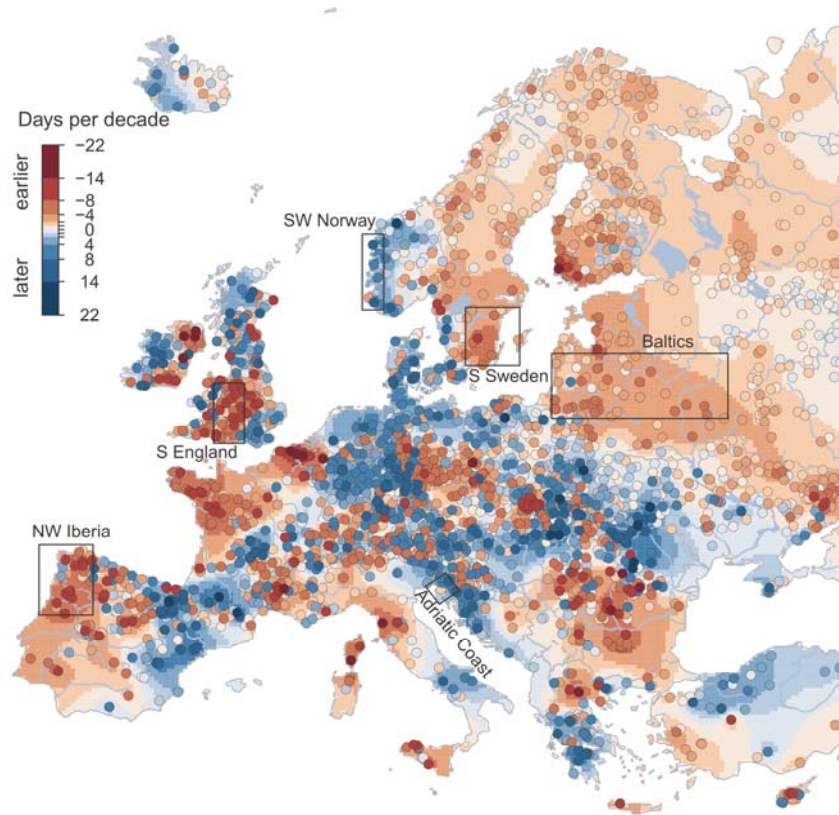 Days per decade
earlier
later
−22
−14
−8
−4
0
4
8
14
22
SW Norway
Baltics
S Sweden
S England
NW Iberia
Adriatic Coast